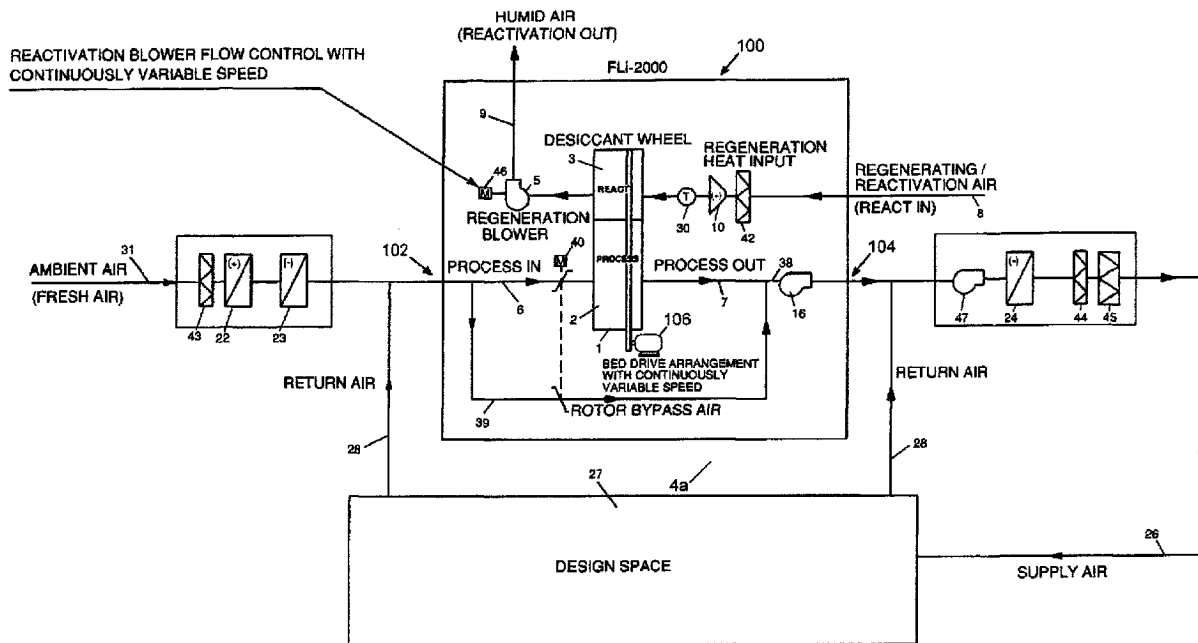 HUMID AIR
(REACTIVATION OUT)
REACTIVATION BLOWER FLOW CONTROL WITH
CONTINUOUSLY VARIABLE SPEED
100
FLi-2000
9
DESICCANT WHEEL
3
REACT
46
M
5
REGENERATION
HEAT INPUT
REGENERATING /
REACTIVATION AIR
(REACT IN)
8
T
30
(+)
10
42
REGENERATION
BLOWER
40
M
31
AMBIENT AIR
(FRESH AIR)
43
(+)
22
(-)
23
102
PROCESS IN
6
PROCESS
2
1
PROCESS OUT
7
38
16
104
47
(-)
24
44
45
106
BED DRIVE ARRANGEMENT
WITH CONTINUOUSLY
VARIABLE SPEED
RETURN AIR
28
39
ROTOR BYPASS AIR
RETURN AIR
28
4a
27
DESIGN SPACE
26
SUPPLY AIR